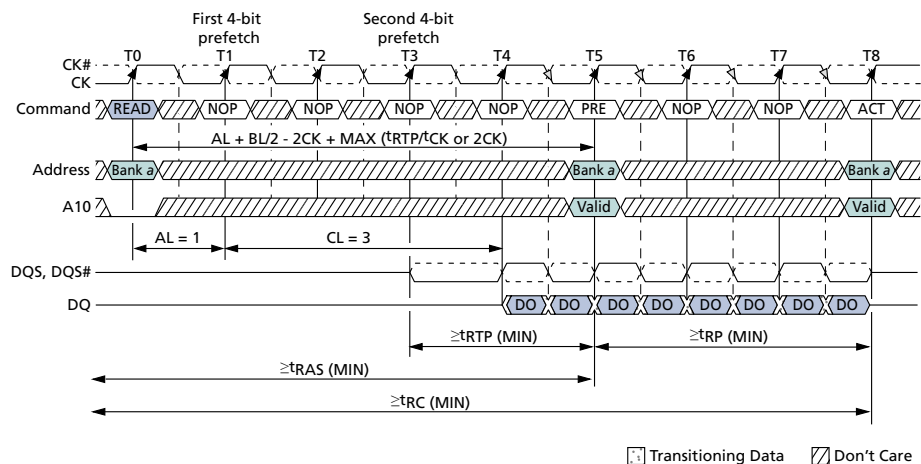 First 4-bit prefetch
Second 4-bit prefetch
T0 T1 T2 T3 T4 T5 T6 T7 T8
CK#
CK
Command READ NOP NOP NOP NOP PRE NOP NOP ACT
AL + BL/2 - 2CK + MAX (tRTP/tCK or 2CK)
Address Bank a Bank a Bank a
A10 Valid Valid
AL = 1 CL = 3
DQS, DQS#
DQ DO DO DO DO DO DO DO DO
≥tRTP (MIN) ≥tRP (MIN)
≥tRAS (MIN)
≥tRC (MIN)
Transitioning Data Don't Care